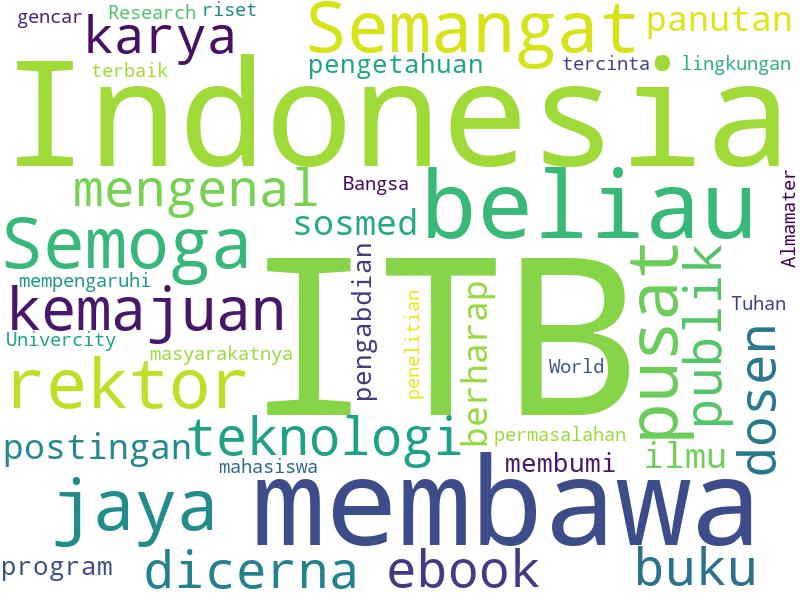 gencar
Research
riset
karya
Semangat
panutan
terbaik
pengetahuan
tercinta
lingkungan
Indonesia
mengenal
Bangsa
beliau
Almamater
sosmed
Semoga
mempengaruhi
kemajuan
ITB
pengabdian
penelitian
berharap
World
pusat
publik
Tuhan
dosen
Univercity
masyarakatnya
rektor
postingan
teknologi
permasalahan
ilmu
mahasiswa
membumi
jaya
membawa
program
dicerna
ebook
buku